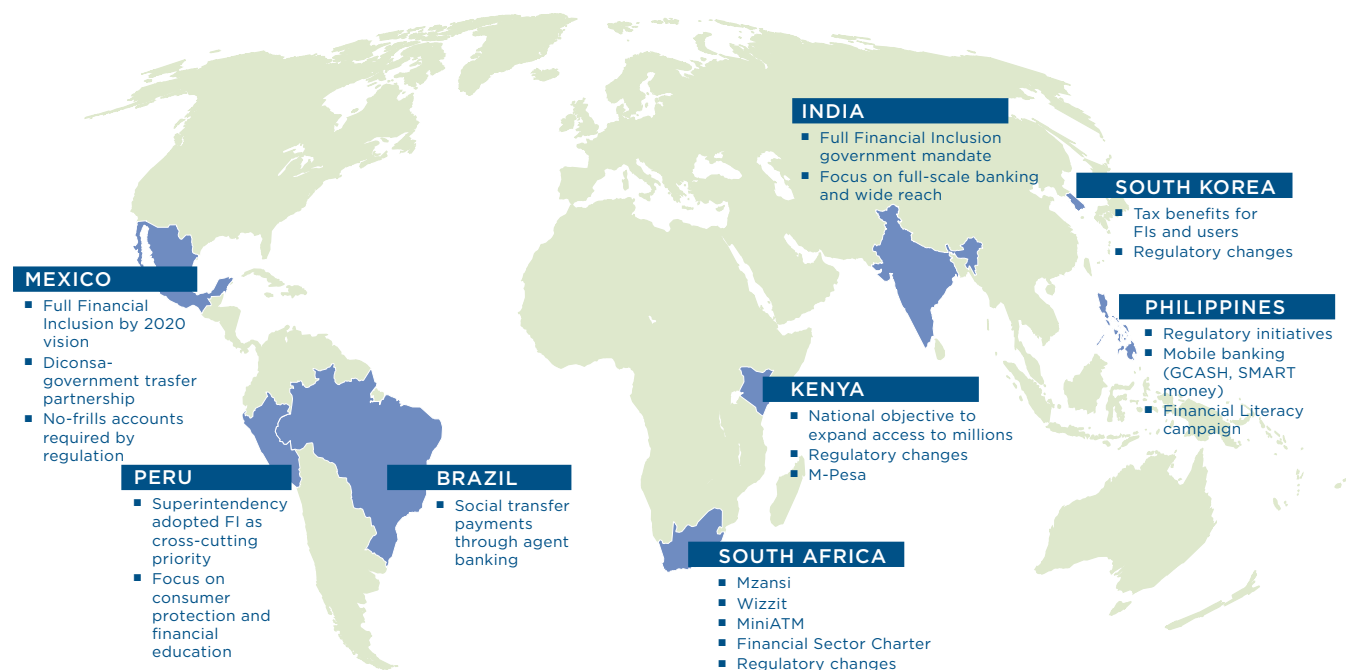 INDIA
■ Full Financial Inclusion
government mandate
■ Focus on full-scale banking
and wide reach
SOUTH KOREA
■ Tax benefits for
FIs and users
■ Regulatory changes
MEXICO
■ Full Financial
Inclusion by 2020
vision
■ Diconsa-
government trasfer
partnership
■ No-frills accounts
required by
regulation
PHILIPPINES
■ Regulatory initiatives
■ Mobile banking
(GCASH, SMART
money)
■ Financial Literacy
campaign
KENYA
■ National objective to
expand access to millions
■ Regulatory changes
■ M-Pesa
PERU
■ Superintendency
adopted FI as
cross-cutting
priority
■ Focus on
consumer
protection and
financial
education
BRAZIL
■ Social transfer
payments
through agent
banking
SOUTH AFRICA
■ Mzansi
■ Wizzit
■ MiniATM
■ Financial Sector Charter
■ Regulatory changes